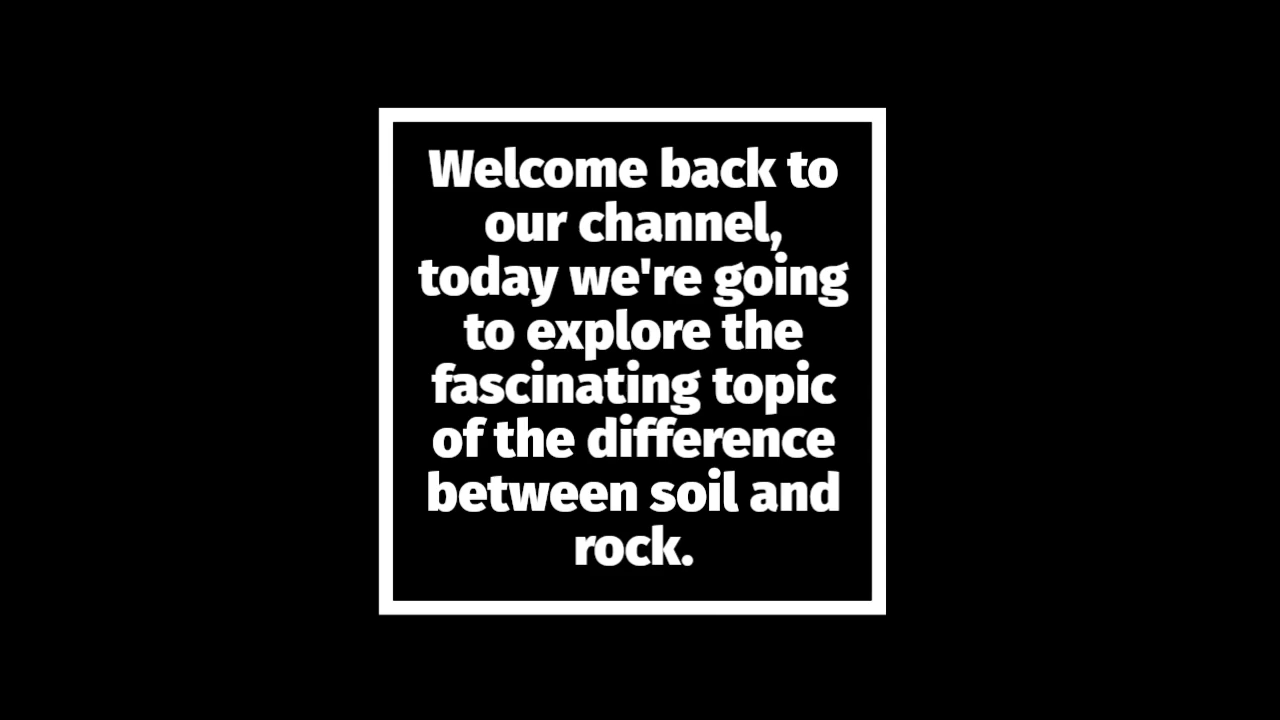 Welcome back to
our channel,
today we're going
to explore the
fascinating topic
of the difference
between soil and
rock.